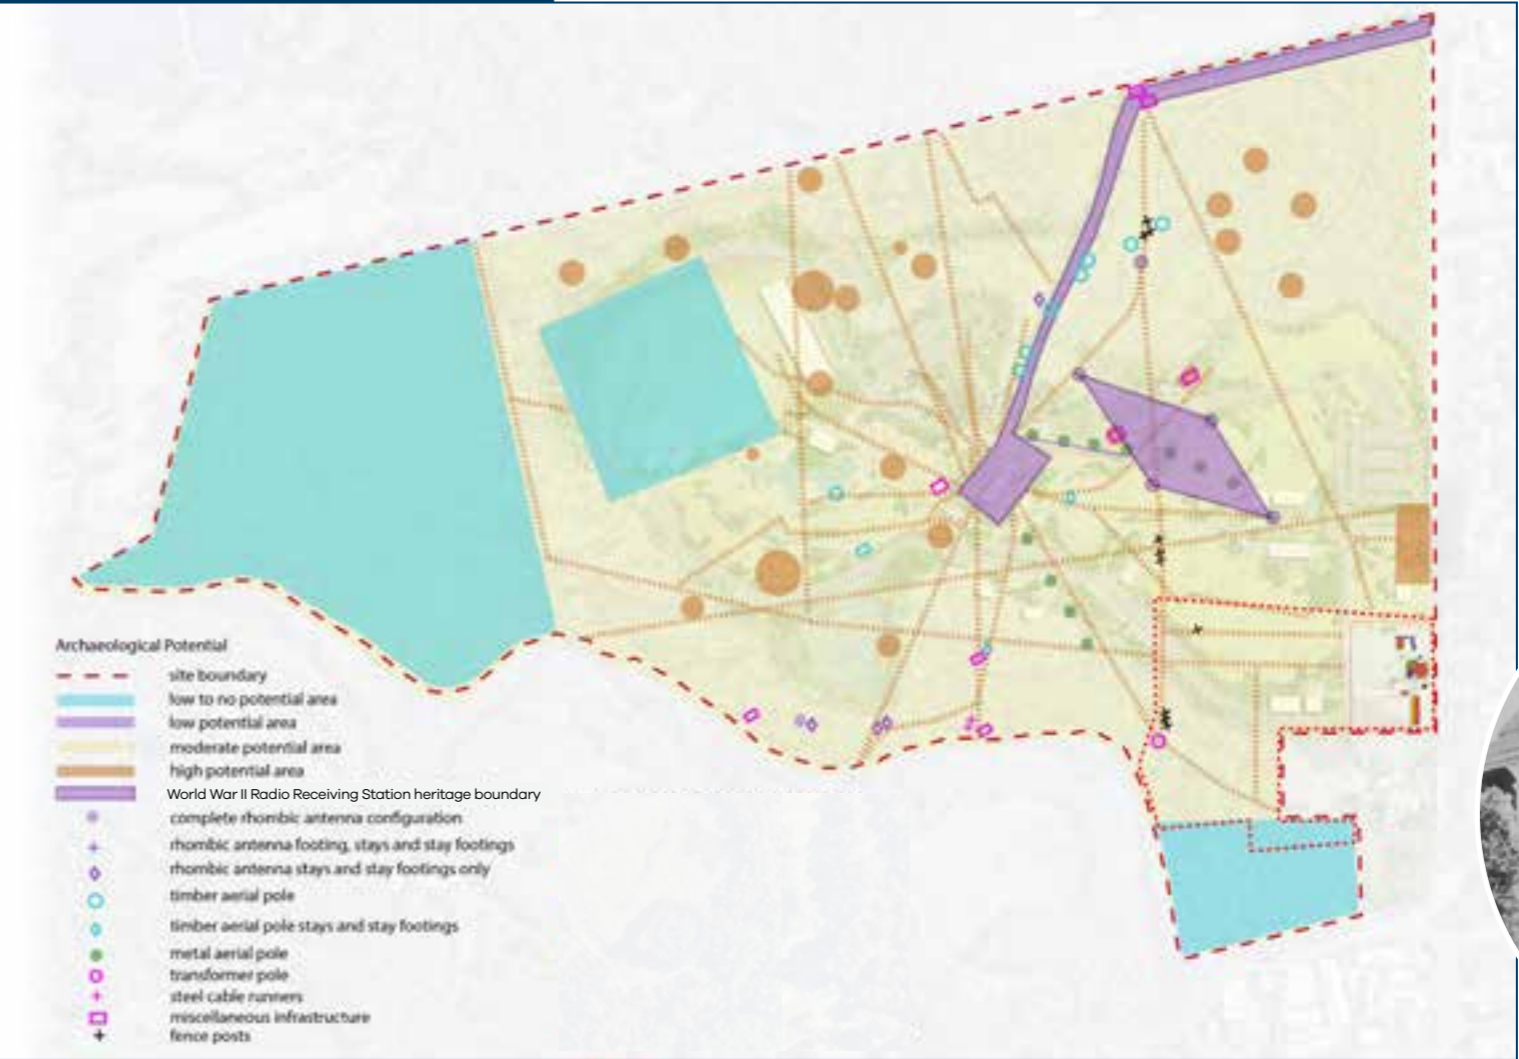 Archaeological Potential
site boundary
low to no potential area
low potential area
moderate potential area
high potential area
World War II Radio Receiving Station heritage boundary
complete rhombic antenna configuration
rhombic antenna footing, stays and stay footings
rhombic antenna stays and stay footings only
timber aerial pole
timber aerial pole stays and stay footings
metal aerial pole
transformer pole
steel cable runners
miscellaneous infrastructure
fence posts